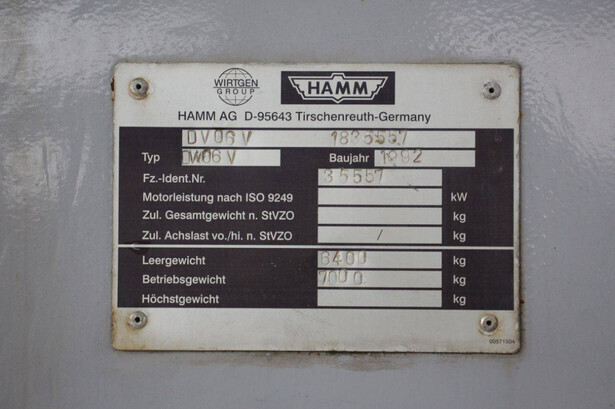 WIRTGEN GROUP HAMM
HAMM AG D-95643 Tirschenreuth-Germany
DV06 V 1835557
Typ DV06 V Baujahr 1992
Fz.-Ident.Nr. 35557
Motorleistung nach ISO 9249 kW
Zul. Gesamtgewicht n. StVZO kg
Zul. Achslast vo./hi. n. StVZO / kg
Leergewicht 6400 kg
Betriebsgewicht 7000 kg
Höchstgewicht kg